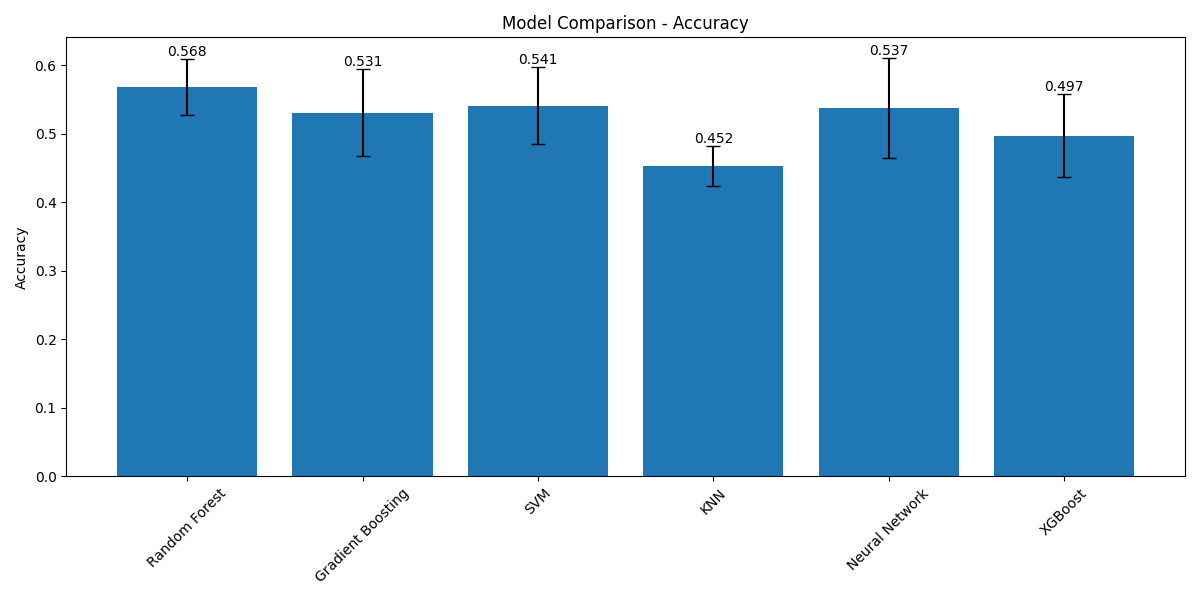 Model Comparison - Accuracy
0.568
0.531
0.541
0.452
0.537
0.497
Accuracy
0.6
0.5
0.4
0.3
0.2
0.1
0.0
Random Forest
Gradient Boosting
SVM
KNN
Neural Network
XGBoost